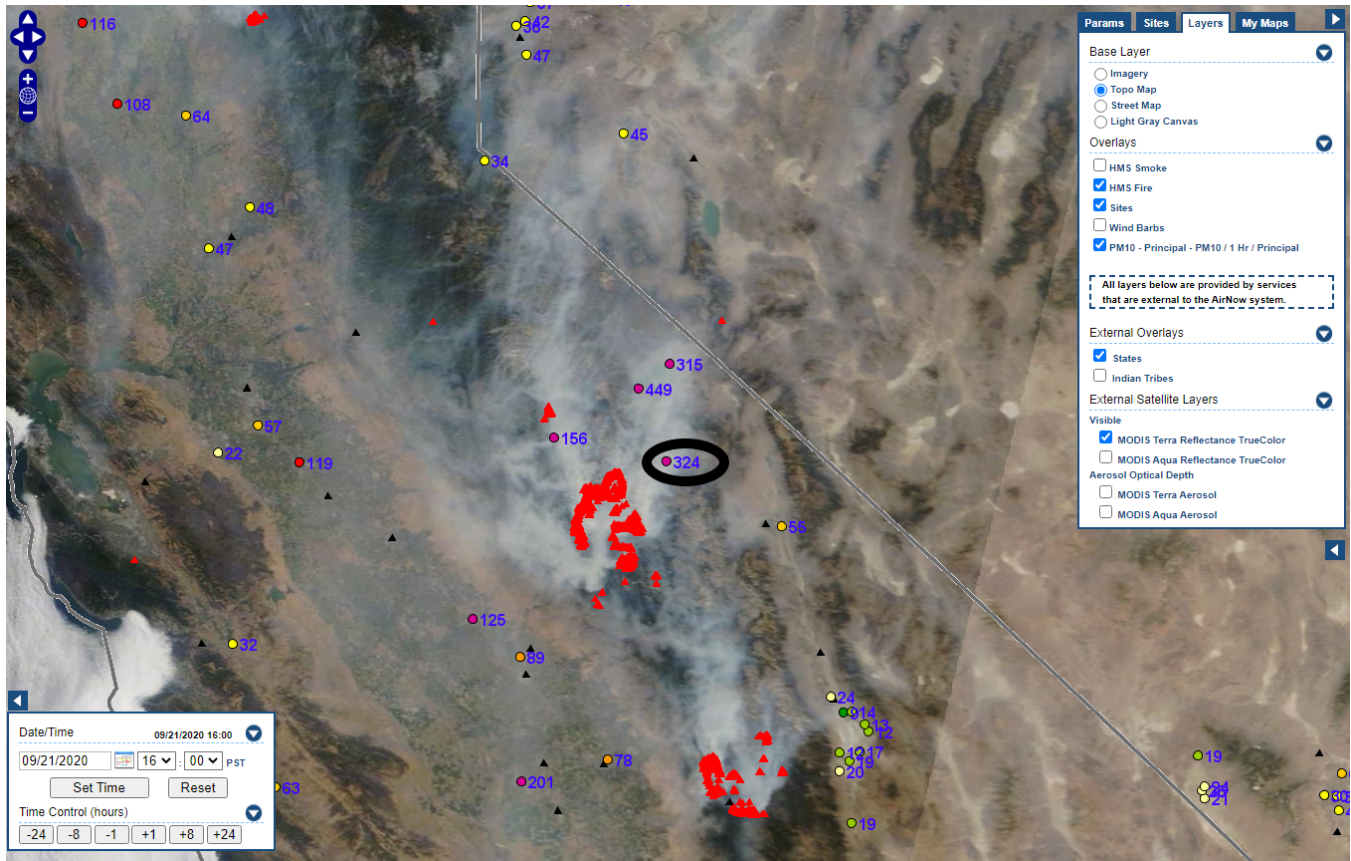 42
36
47
116
108
64
45
34
48
47
315
449
57
156
22
119
324
55
125
32
89
24
914
13
12
17
19
78
20
201
63
19
19
24
21
Params
Sites
Layers
My Maps
Base Layer
Imagery
Topo Map
Street Map
Light Gray Canvas
Overlays
HMS Smoke
HMS Fire
Sites
Wind Barbs
PM10 - Principal - PM10 / 1 Hr / Principal
All layers below are provided by services
that are external to the AirNow system.
External Overlays
States
Indian Tribes
External Satellite Layers
Visible
MODIS Terra Reflectance TrueColor
MODIS Aqua Reflectance TrueColor
Aerosol Optical Depth
MODIS Terra Aerosol
MODIS Aqua Aerosol
Date/Time 09/21/2020 16:00
09/21/2020 16 : 00 PST
Set Time Reset
Time Control (hours)
-24 -8 -1 +1 +8 +24